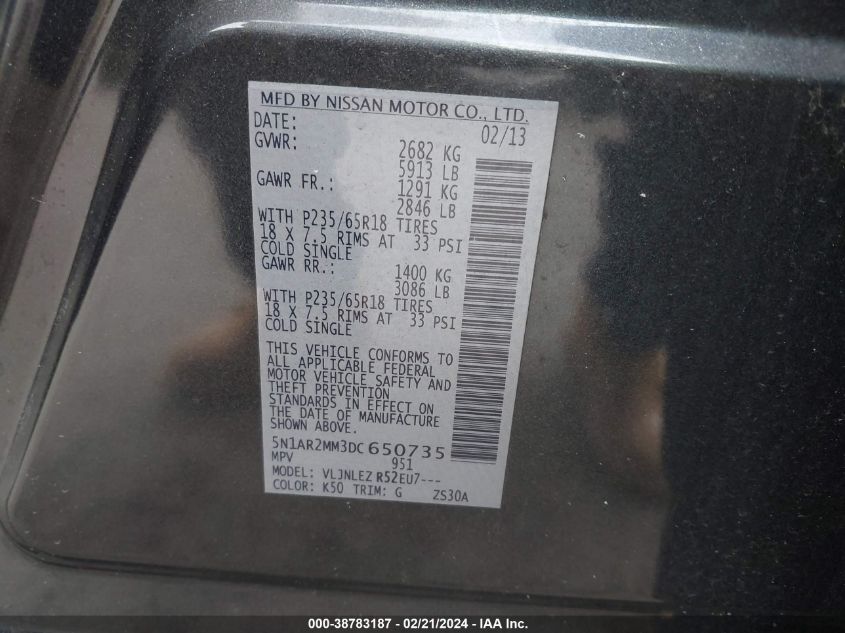 MFD BY NISSAN MOTOR CO., LTD.
DATE: 02/13
GVWR: 2682 KG
5913 LB
GAWR FR.: 1291 KG
2846 LB
WITH P235/65R18 TIRES
18 X 7.5 RIMS AT 33 PSI
COLD SINGLE
GAWR RR.: 1400 KG
3086 LB
WITH P235/65R18 TIRES
18 X 7.5 RIMS AT 33 PSI
COLD SINGLE
THIS VEHICLE CONFORMS TO
ALL APPLICABLE FEDERAL
MOTOR VEHICLE SAFETY AND
THEFT PREVENTION
STANDARDS IN EFFECT ON
THE DATE OF MANUFACTURE
SHOWN ABOVE.
5N1AR2MM3DC650735
MPV 951
MODEL: VLJNLEZ R52EU7---
COLOR: K50 TRIM: G ZS30A
000-38783187 - 02/21/2024 - IAA Inc.